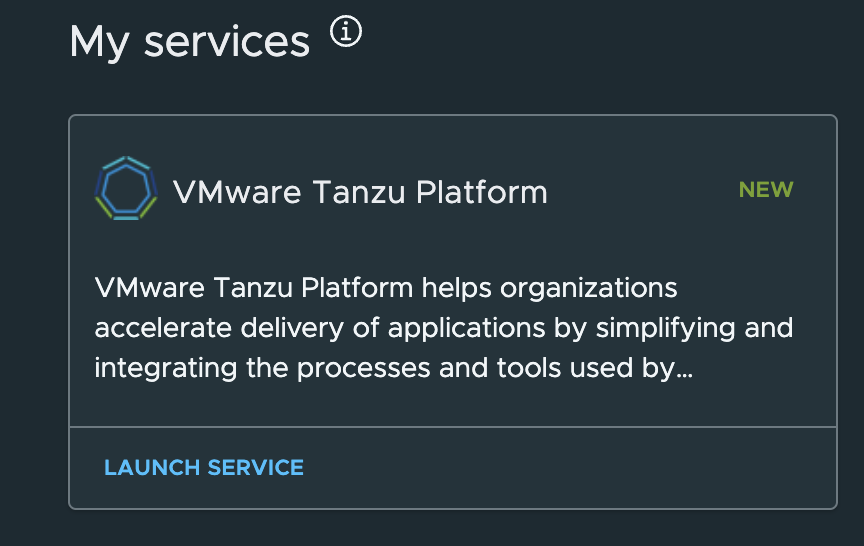 My services
VMware Tanzu Platform
NEW
VMware Tanzu Platform helps organizations
accelerate delivery of applications by simplifying and
integrating the processes and tools used by...
LAUNCH SERVICE